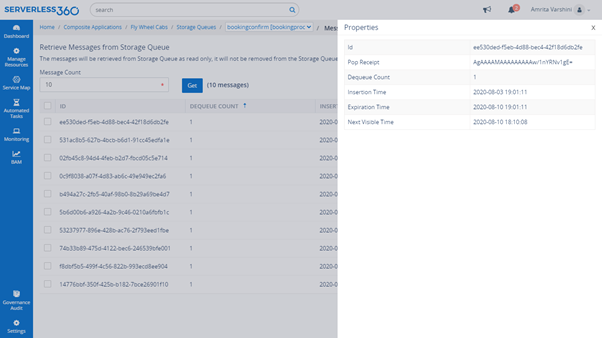 SERVERLESS360
search
3
Amrita Varshini
Dashboard
Manage
Resources
Service Map
Automated
Tasks
Monitoring
BAM
Governance
Audit
Settings
Home / Composite Applications / Fly Wheel Cabs / Storage Queues / bookingconfirm [bookingproc / Mess
Retrieve Messages from Storage Queue
The messages will be retrieved from Storage Queue as read only, it will not be removed from the Storage Queue
Message Count
10 * Get (10 messages)
ID DEQUEUE COUNT INSER
ee530ded-f5eb-4d88-bec4-42f18d6db2fe 1 2020-0
531ac8b5-627b-4bcb-b6d1-91cc45edfa1e 1 2020-0
02fb45c8-94d4-4feb-b2d7-fbcd05c5e714 1 2020-0
0c9f8038-a07f-4d83-ab6c-49e949ec2fa6 1 2020-0
b494a27c-2fb5-40af-98b0-8b29a69be4d7 1 2020-0
5b6d00b6-a926-4a2b-9c46-0210a6fbfb1c 1 2020-0
53237977-896e-428b-ac76-2f793eed1fbe 1 2020-0
74b33b89-475d-4122-bec6-246539bfe001 1 2020-0
f8dbf5b5-499f-4c56-822b-993ecd8ee904 1 2020-0
14776bbf-350f-425b-b182-7bce26901f10 1 2020-0
Properties X
Id ee530ded-f5eb-4d88-bec4-42f18d6db2fe
Pop Receipt AgAAAAMAAAAAAAAAw/1nYRNv1gE=
Dequeue Count 1
Insertion Time 2020-08-03 19:01:11
Expiration Time 2020-08-10 19:01:11
Next Visible Time 2020-08-10 18:10:08